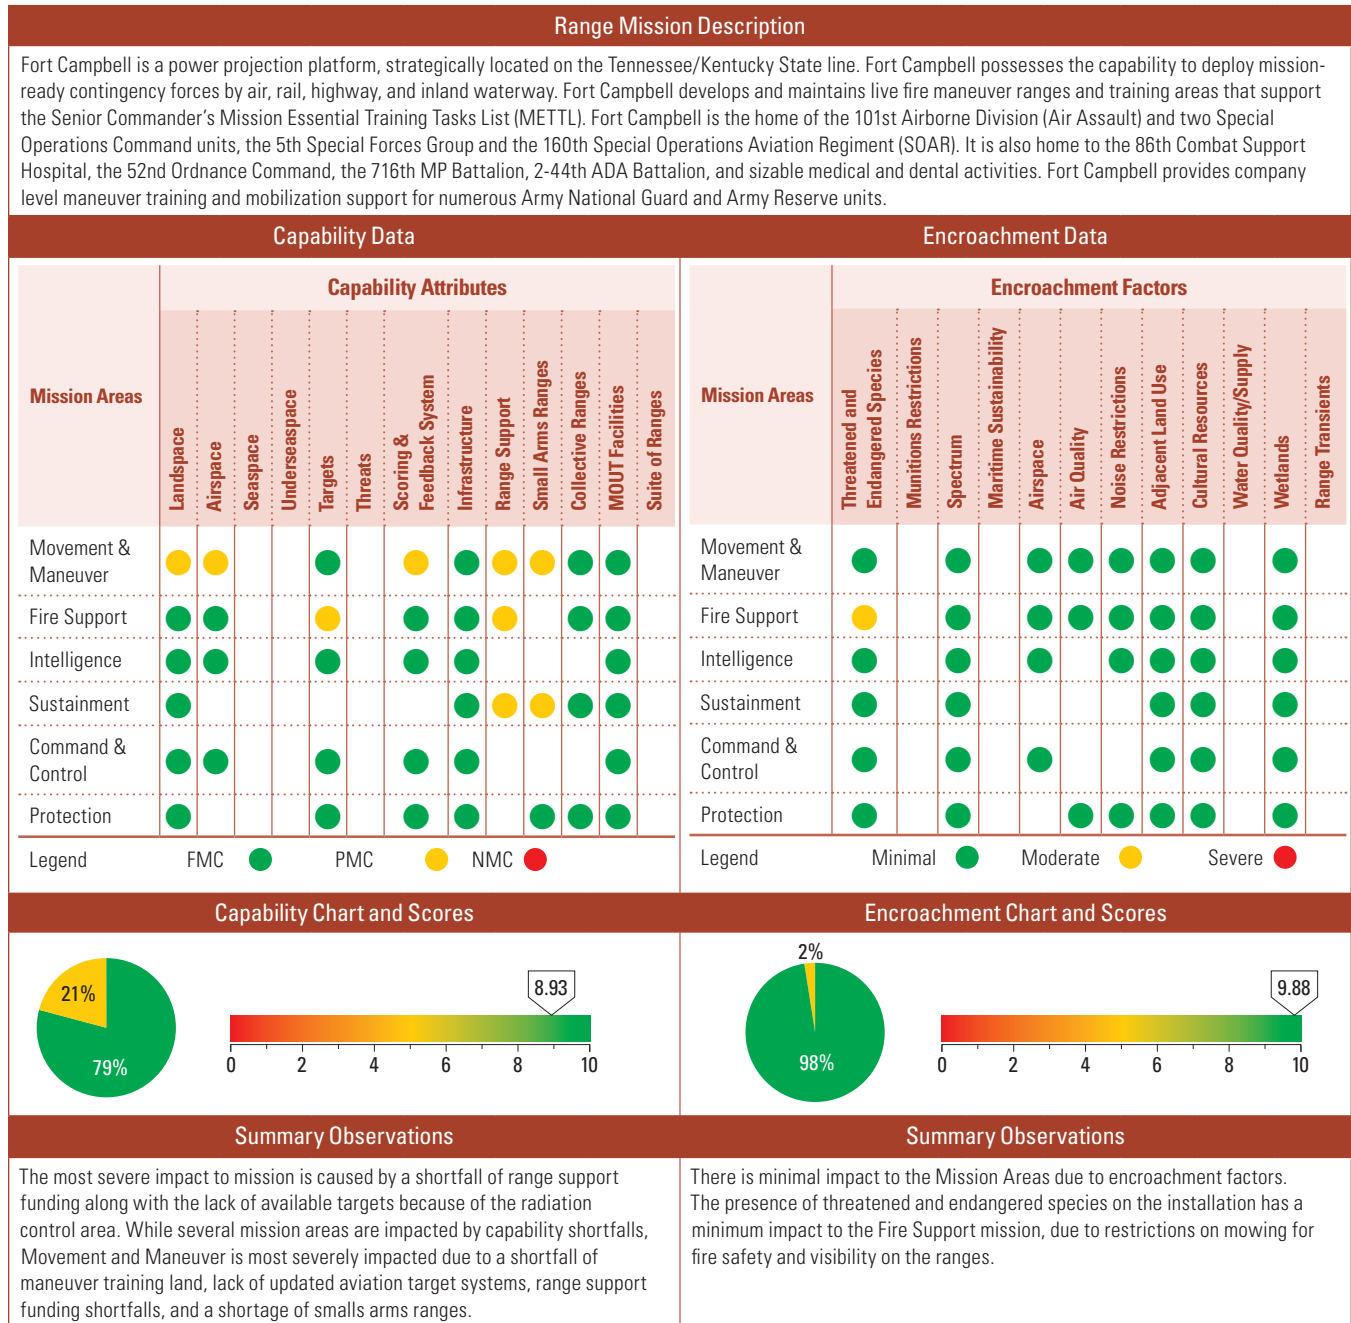 Range Mission Description
Fort Campbell is a power projection platform, strategically located on the Tennessee/Kentucky State line. Fort Campbell possesses the capability to deploy mission-
ready contingency forces by air, rail, highway, and inland waterway. Fort Campbell develops and maintains live fire maneuver ranges and training areas that support
the Senior Commander's Mission Essential Training Tasks List (METTL). Fort Campbell is the home of the 101st Airborne Division (Air Assault) and two Special
Operations Command units, the 5th Special Forces Group and the 160th Special Operations Aviation Regiment (SOAR). It is also home to the 86th Combat Support
Hospital, the 52nd Ordnance Command, the 716th MP Battalion, 2-44th ADA Battalion, and sizable medical and dental activities. Fort Campbell provides company
level maneuver training and mobilization support for numerous Army National Guard and Army Reserve units.
Capability Data
Mission Areas
Capability Attributes
Landspace
Airspace
Seaspace
Underseaspace
Targets
Threats
Scoring &
Feedback System
Infrastructure
Range Support
Small Arms Ranges
Collective Ranges
MOUT Facilities
Suite of Ranges
Movement &
Maneuver
Fire Support
Intelligence
Sustainment
Command &
Control
Protection
Legend FMC PMC NMC
Encroachment Data
Mission Areas
Encroachment Factors
Threatened and
Endangered Species
Munitions Restrictions
Spectrum
Maritime Sustainability
Airspace
Air Quality
Noise Restrictions
Adjacent Land Use
Cultural Resources
Water Quality/Supply
Wetlands
Range Transients
Movement &
Maneuver
Fire Support
Intelligence
Sustainment
Command &
Control
Protection
Legend Minimal Moderate Severe
Capability Chart and Scores
21%
79%
8.93
0 2 4 6 8 10
Encroachment Chart and Scores
2%
98%
9.88
0 2 4 6 8 10
Summary Observations
The most severe impact to mission is caused by a shortfall of range support
funding along with the lack of available targets because of the radiation
control area. While several mission areas are impacted by capability shortfalls,
Movement and Maneuver is most severely impacted due to a shortfall of
maneuver training land, lack of updated aviation target systems, range support
funding shortfalls, and a shortage of smalls arms ranges.
Summary Observations
There is minimal impact to the Mission Areas due to encroachment factors.
The presence of threatened and endangered species on the installation has a
minimum impact to the Fire Support mission, due to restrictions on mowing for
fire safety and visibility on the ranges.